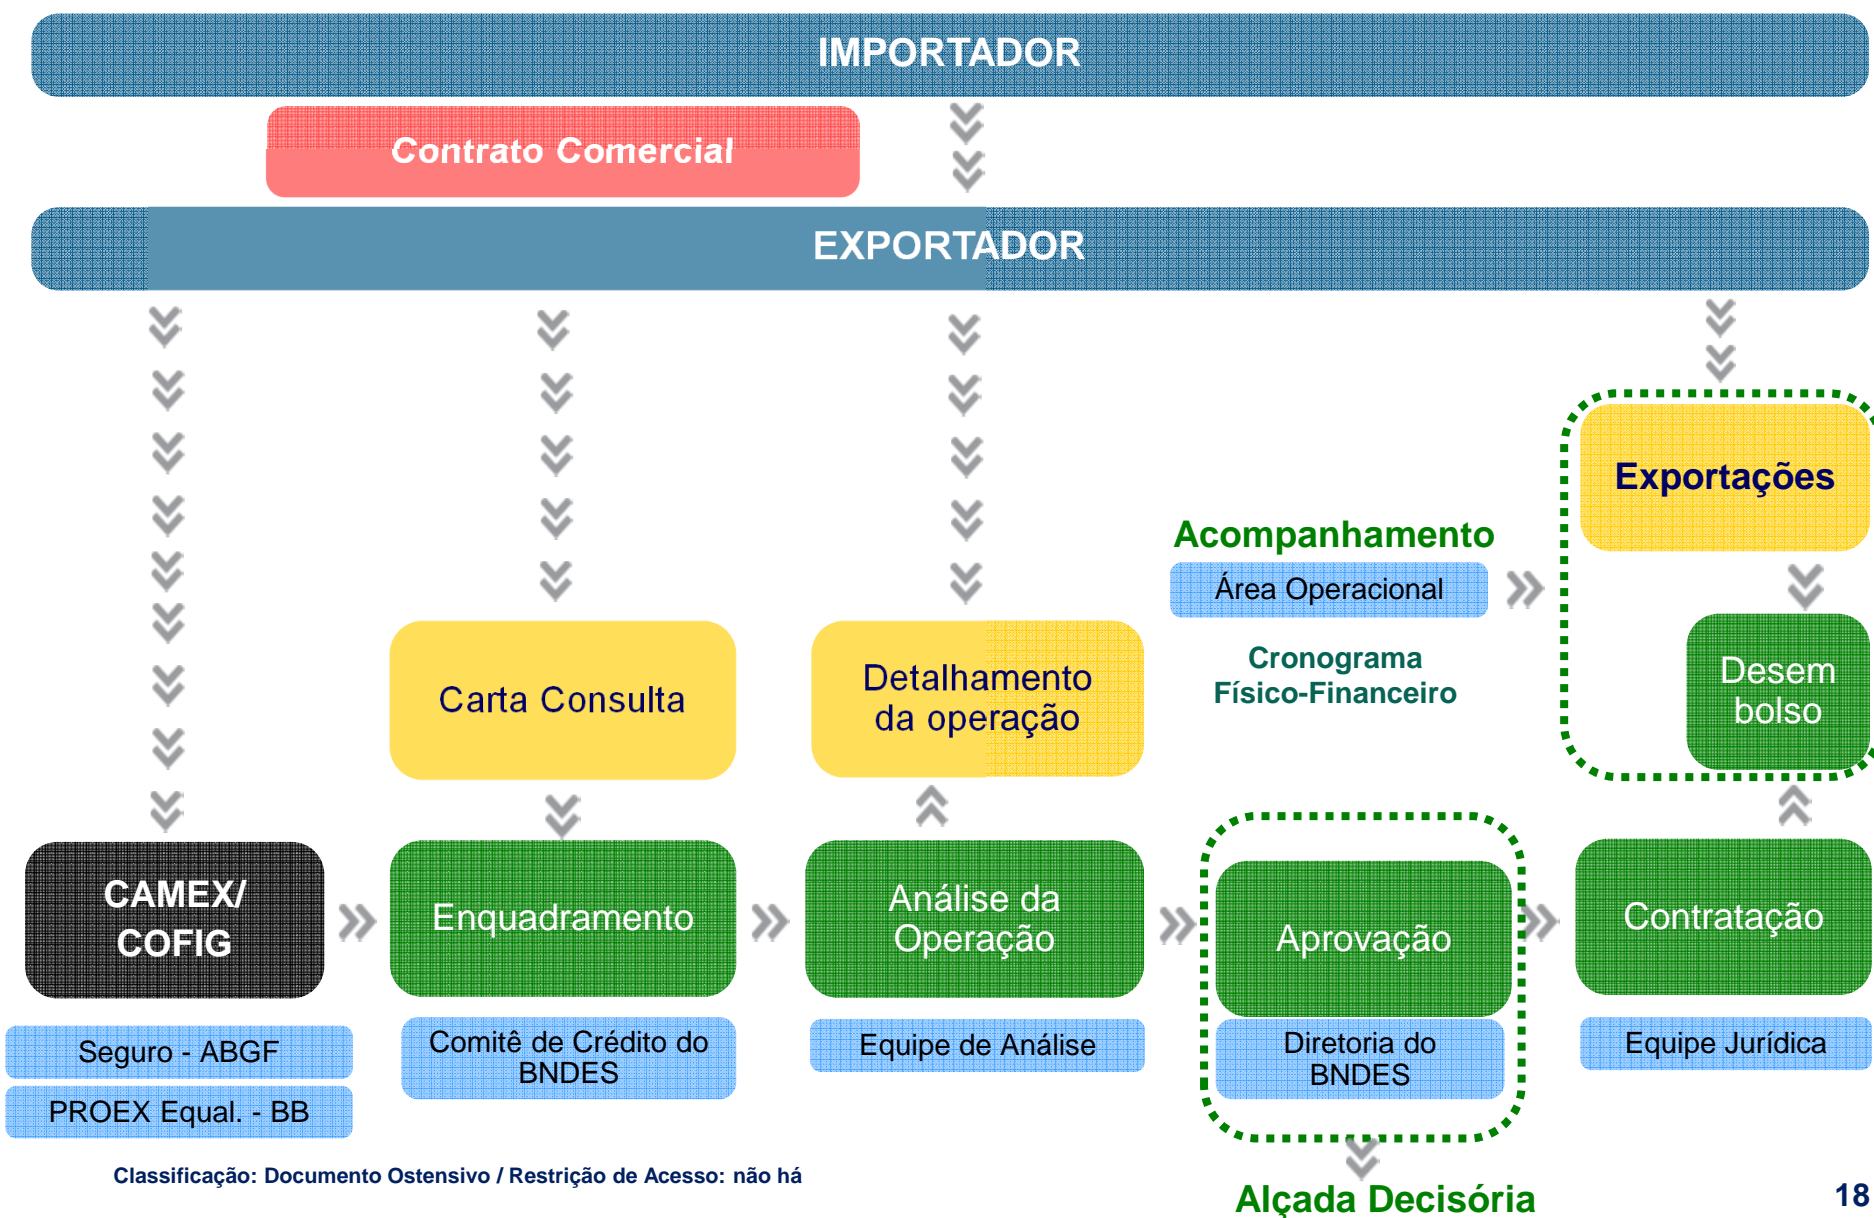 IMPORTADOR
Contrato Comercial
EXPORTADOR
Exportações
Acompanhamento
Área Operacional
Cronograma
Físico-Financeiro
Desem
bolso
Carta Consulta
Detalhamento
da operação
CAMEX/
COFIG
Enquadramento
Análise da
Operação
Aprovação
Contratação
Seguro - ABGF
PROEX Equal. - BB
Comitê de Crédito do
BNDES
Equipe de Análise
Diretoria do
BNDES
Equipe Jurídica
Classificação: Documento Ostensivo / Restrição de Acesso: não há
Alçada Decisória
18